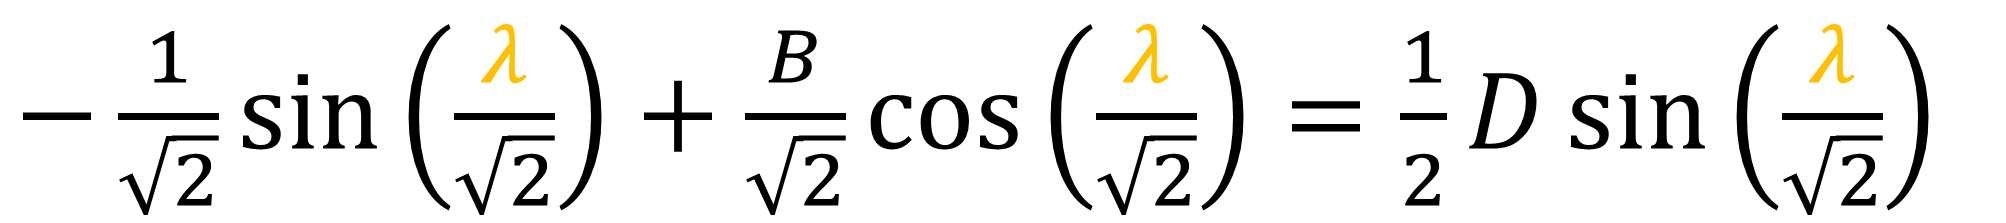 −1/√2 sin(λ/√2) + B/√2 cos(λ/√2) = 1/2 D sin(λ/√2)